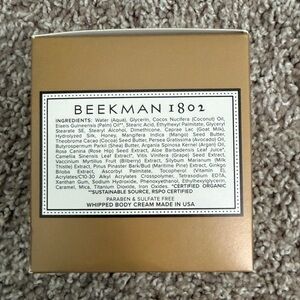 BEEKMAN 1802
INGREDIENTS: Water (Aqua), Glycerin, Cocos Nucifera (Coconut) Oil,
Elaeis Guineensis (Palm) Oil**, Stearic Acid, Ethylhexyl Palmitate, Glyceryl
Stearate SE, Stearyl Alcohol, Dimethicone, Caprae Lac (Goat Milk),
Hydrolyzed Silk, Honey, Mangifera Indica (Mango) Seed Butter,
Theobroma Cacao (Cocoa) Seed Butter, Persea Gratissima (Avocado) Oil,
Butyrospermum Parkii (Shea) Butter, Argania Spinosa Kernel (Argan) Oil,
Rosa Canina (Rose Hip) Seed Extract, Aloe Barbadensis Leaf Juice*,
Camellia Sinensis Leaf Extract*, Vitis Vinifera (Grape) Seed Extract,
Vaccinium Myrtillus Fruit (Bilberry) Extract, Silybum Marianum (Milk
Thistle) Extract, Pinus Pinaster Bark/Bud (Maritime Pine) Extract, Ginkgo
Biloba Extract, Ascorbyl Palmitate, Tocopherol (Vitamin E),
Acrylates/C10-30 Alkyl Acrylates Crosspolymer, Tetrasodium EDTA,
Xanthan Gum, Sodium Hydroxide, Phenoxyethanol, Ethylhexylglycerin,
Caramel, Mica, Titanium Dioxide, Iron Oxides. *CERTIFIED ORGANIC
**SUSTAINABLE SOURCE, RSPO CERTIFIED
PARABEN & SULFATE FREE
WHIPPED BODY CREAM MADE IN USA